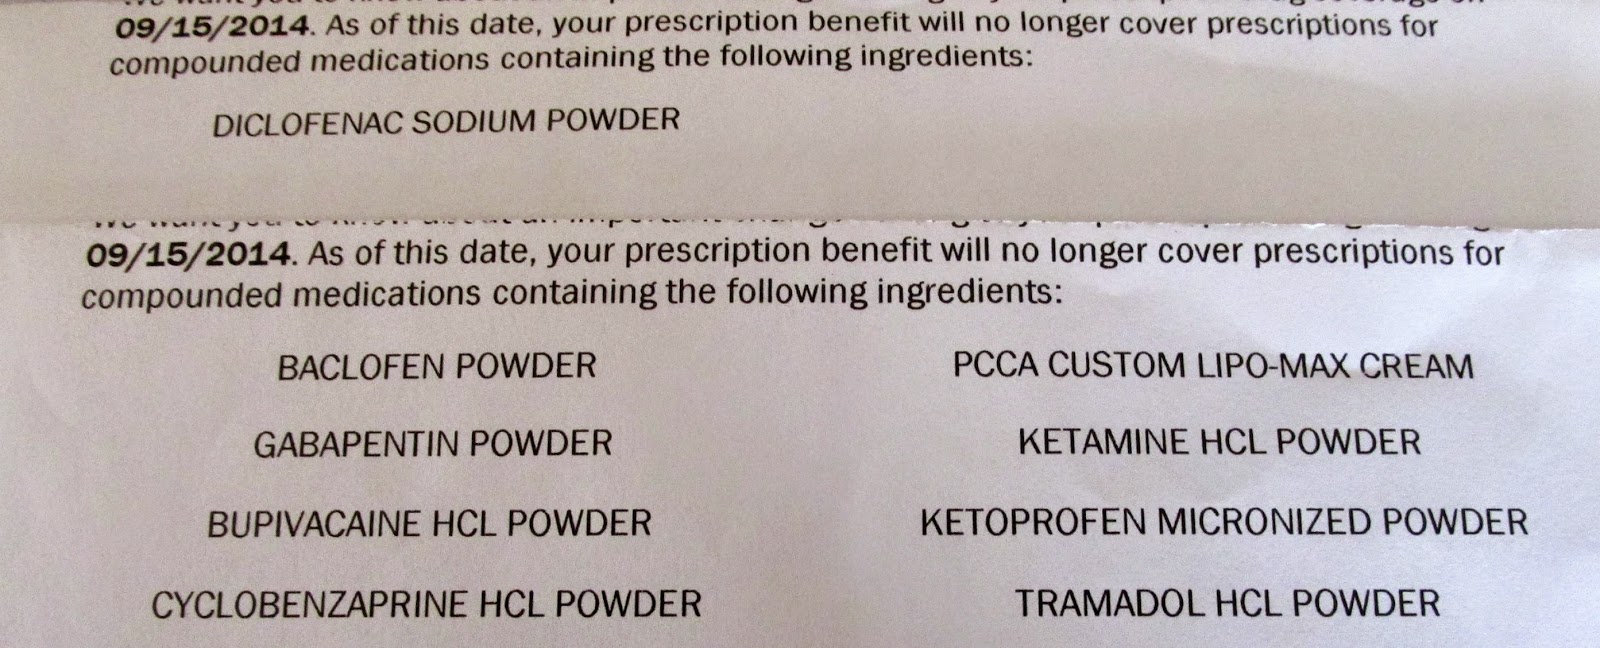 09/15/2014. As of this date, your prescription benefit will no longer cover prescriptions for
compounded medications containing the following ingredients:
DICLOFENAC SODIUM POWDER
09/15/2014. As of this date, your prescription benefit will no longer cover prescriptions for
compounded medications containing the following ingredients:
BACLOFEN POWDER PCCA CUSTOM LIPO-MAX CREAM
GABAPENTIN POWDER KETAMINE HCL POWDER
BUPIVACAINE HCL POWDER KETOPROFEN MICRONIZED POWDER
CYCLOBENZAPRINE HCL POWDER TRAMADOL HCL POWDER